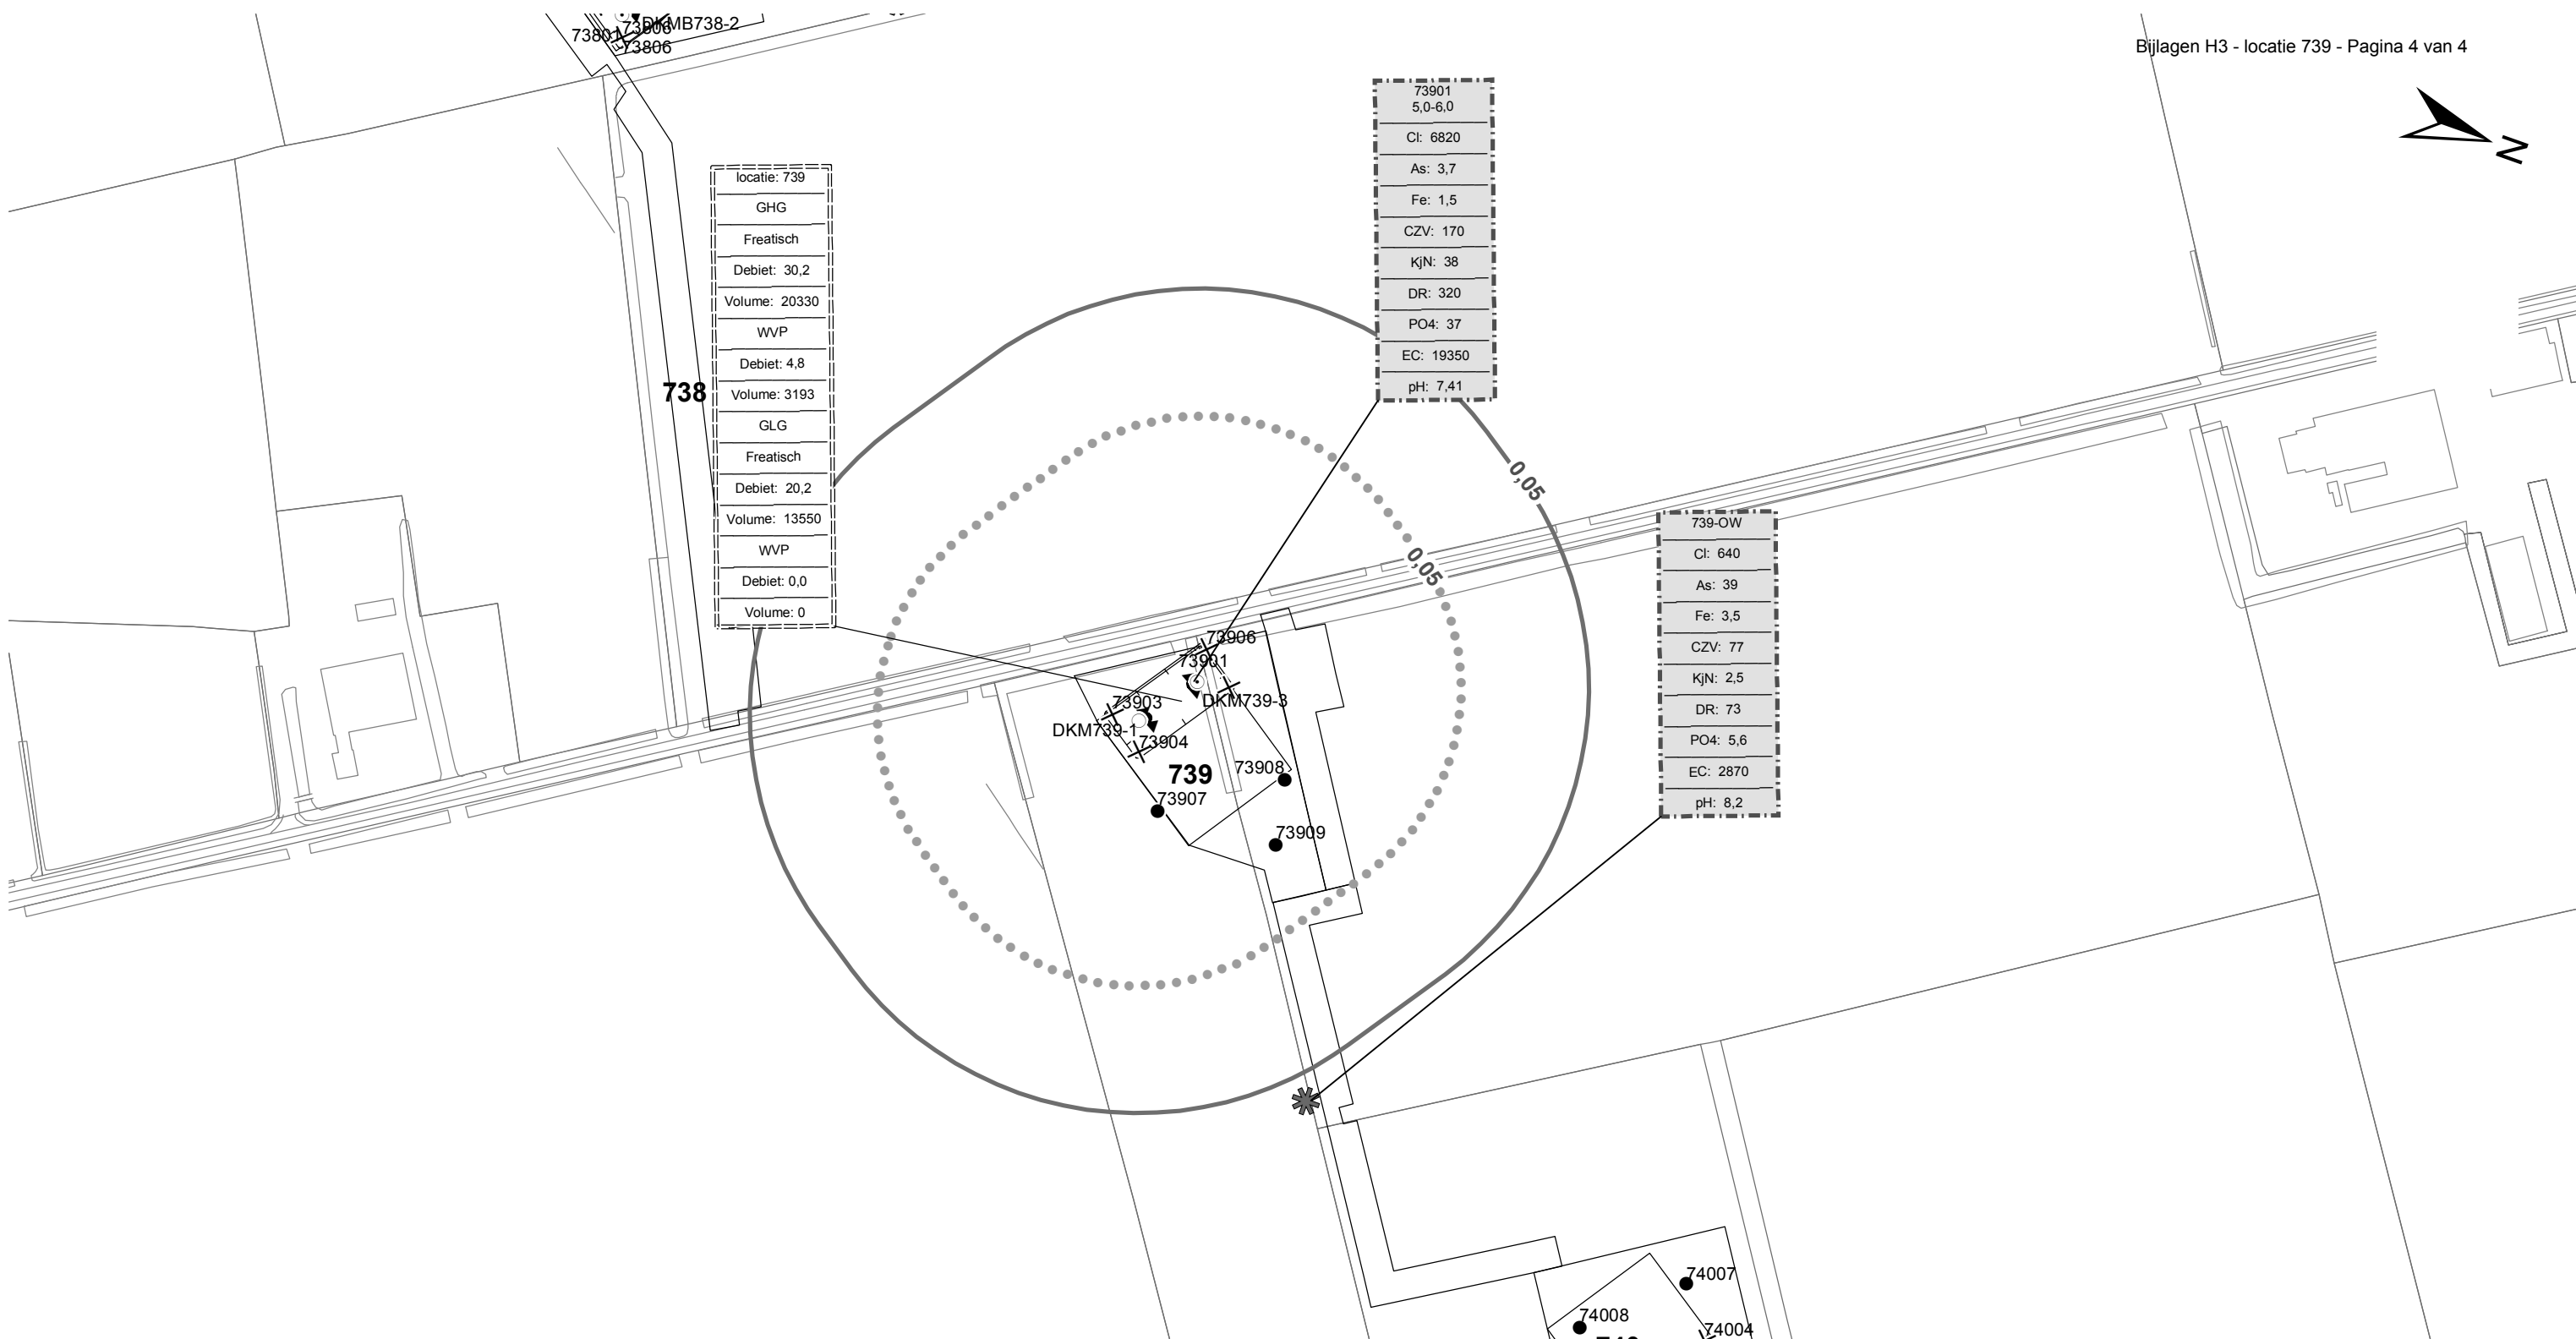 Bijlagen H3 - locatie 739 - Pagina 4 van 4
DKMB738-2
73806
73806
N
73901
5,0-6,0
Cl: 6820
As: 3,7
Fe: 1,5
CZV: 170
KjN: 38
DR: 320
PO4: 37
EC: 19350
pH: 7,41
locatie: 739
GHG
Freatisch
Debiet: 30,2
Volume: 20330
WVP
Debiet: 4,8
Volume: 3193
GLG
Freatisch
Debiet: 20,2
Volume: 13550
WVP
Debiet: 0,0
Volume: 0
738
0,05
0,05
739-OW
Cl: 640
As: 39
Fe: 3,5
CZV: 77
KjN: 2,5
DR: 73
PO4: 5,6
EC: 2870
pH: 8,2
73906
73901
DKM739-3
73903
DKM739-1
73904
739
73908
73907
73909
74007
74008
74004